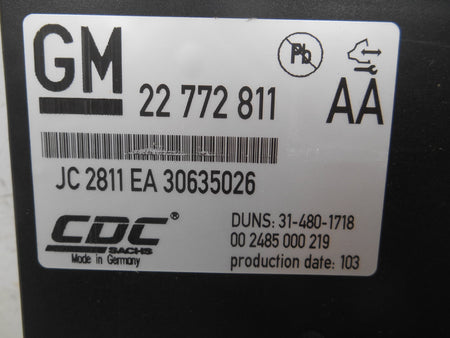 GM
Pb
22 772 811
AA
JC 2811 EA 30635026
CDC®
SACHS
Made in Germany
DUNS: 31-480-1718
00 2485 000 219
production date: 103